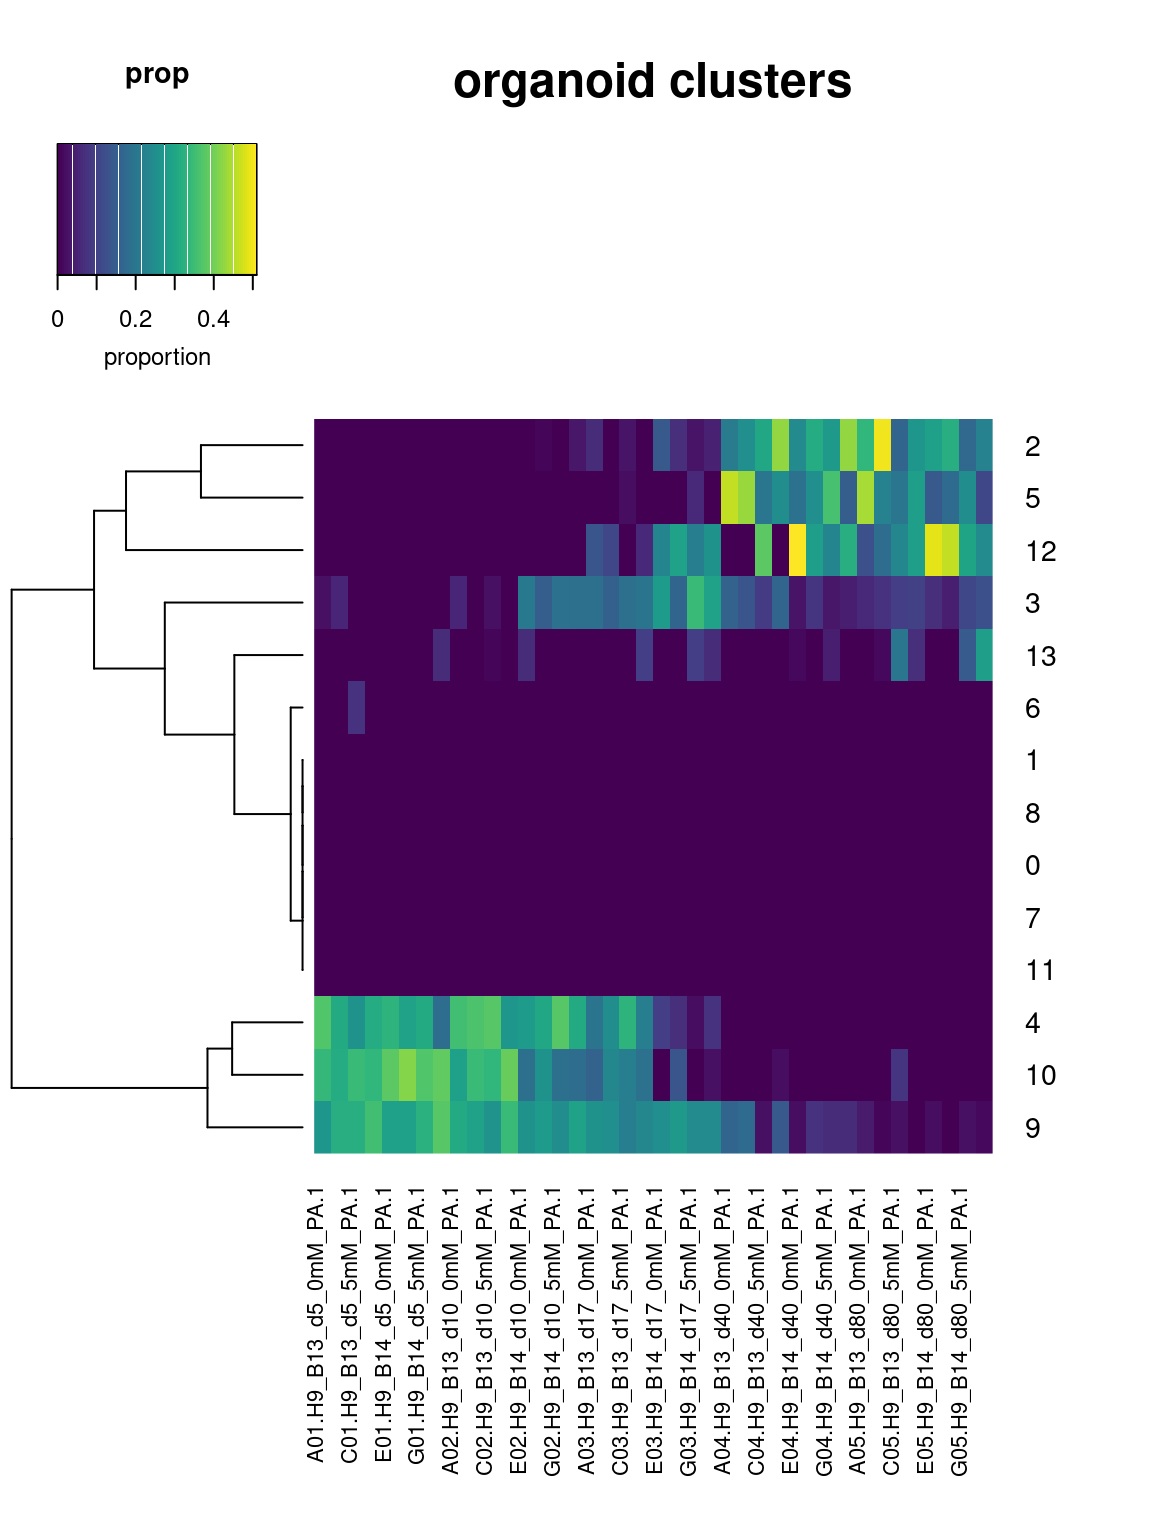 prop
organoid clusters
0 0.2 0.4
proportion
2
5
12
3
13
6
1
8
0
7
11
4
10
9
A01.H9_B13_d5_0mM_PA.1
C01.H9_B13_d5_5mM_PA.1
E01.H9_B14_d5_0mM_PA.1
G01.H9_B14_d5_5mM_PA.1
A02.H9_B13_d10_0mM_PA.1
C02.H9_B13_d10_5mM_PA.1
E02.H9_B14_d10_0mM_PA.1
G02.H9_B14_d10_5mM_PA.1
A03.H9_B13_d17_0mM_PA.1
C03.H9_B13_d17_5mM_PA.1
E03.H9_B14_d17_0mM_PA.1
G03.H9_B14_d17_5mM_PA.1
A04.H9_B13_d40_0mM_PA.1
C04.H9_B13_d40_5mM_PA.1
E04.H9_B14_d40_0mM_PA.1
G04.H9_B14_d40_5mM_PA.1
A05.H9_B13_d80_0mM_PA.1
C05.H9_B13_d80_5mM_PA.1
E05.H9_B14_d80_0mM_PA.1
G05.H9_B14_d80_5mM_PA.1